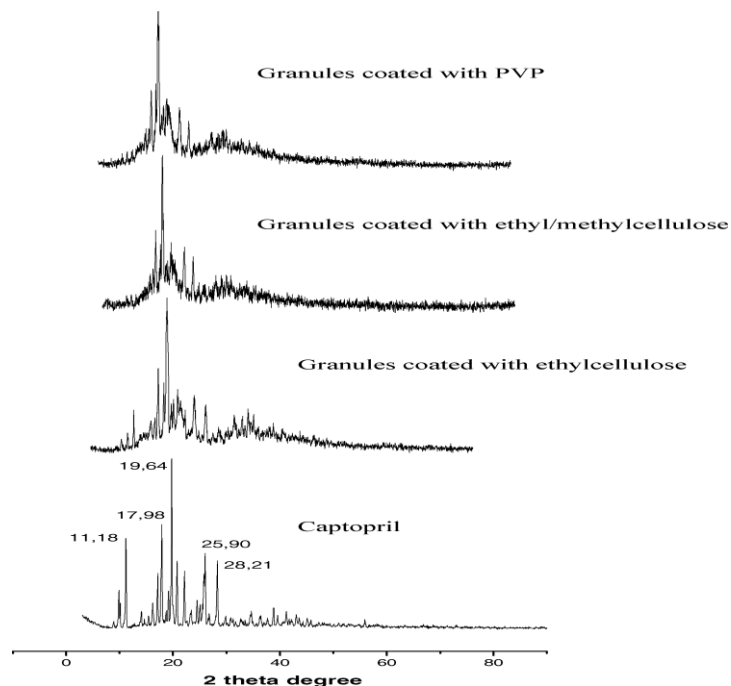 Granules coated with PVP
Granules coated with ethyl/methylcellulose
Granules coated with ethylcellulose
19,64
17,98
Captopril
11,18
25,90
28,21
0 20 40 60 80
2 theta degree